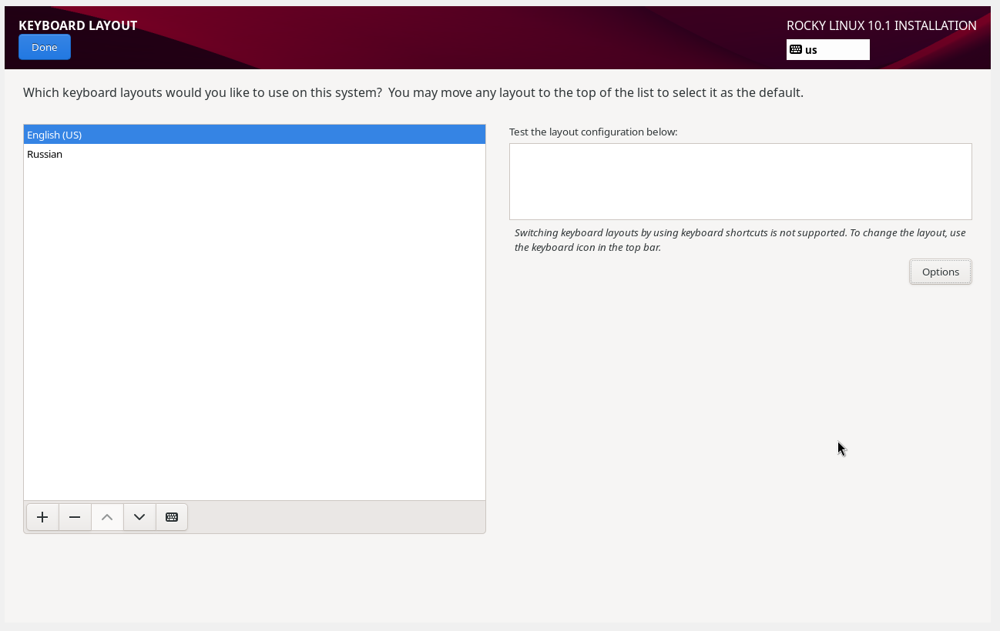 KEYBOARD LAYOUT
ROCKY LINUX 10.1 INSTALLATION
Done
us
Which keyboard layouts would you like to use on this system?  You may move any layout to the top of the list to select it as the default.
English (US)
Russian
Test the layout configuration below:
Switching keyboard layouts by using keyboard shortcuts is not supported. To change the layout, use
the keyboard icon in the top bar.
Options